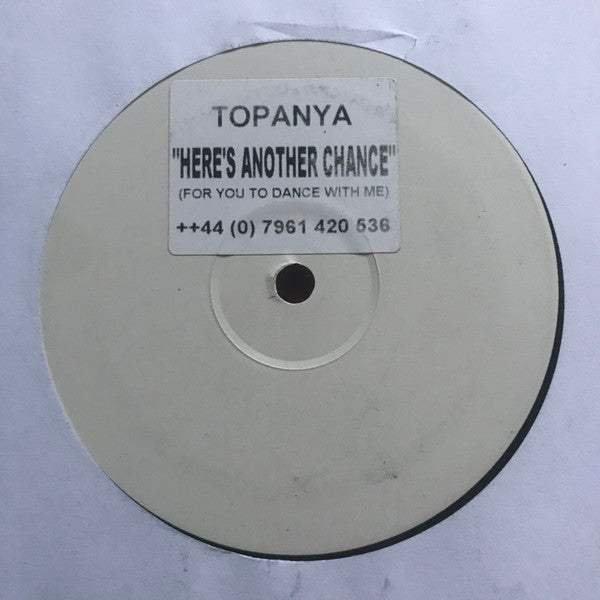 TOPANYA
"HERE'S ANOTHER CHANCE"
(FOR YOU TO DANCE WITH ME)
++44 (0) 7961 420 536